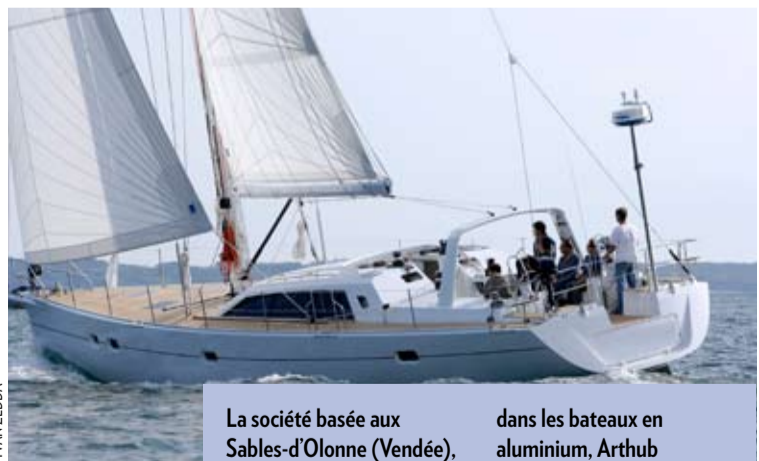 La société basée aux
Sables-d'Olonne (Vendée),
dans les bateaux en
aluminium, Arthub